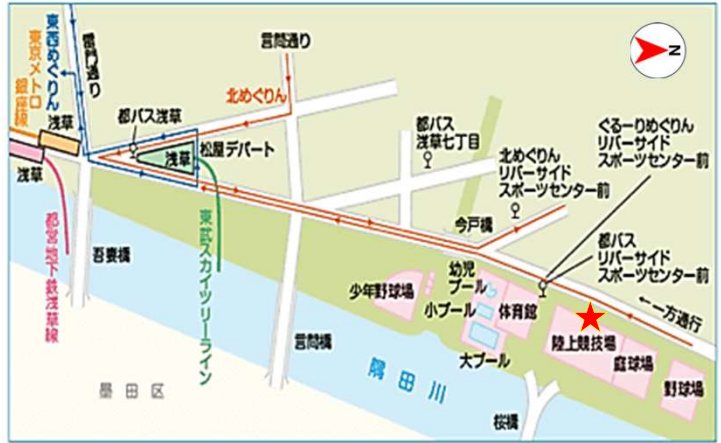 東西めぐりん
東京メトロ
銀座線
雷門通り
浅草
浅草
都バス浅草
浅草
松屋デパート
北めぐりん
言問通り
都バス
浅草七丁目
北めぐりん
リバーサイド
スポーツセンター前
ぐるーりめぐりん
リバーサイド
スポーツセンター前
都バス
リバーサイド
スポーツセンター前
N
今戸橋
←一方通行
都営地下鉄浅草線
吾妻橋
東武スカイツリーライン
言問橋
少年野球場
幼児
プール
小プール
大プール
体育館
陸上競技場
庭球場
野球場
桜橋
隅田川
墨田区